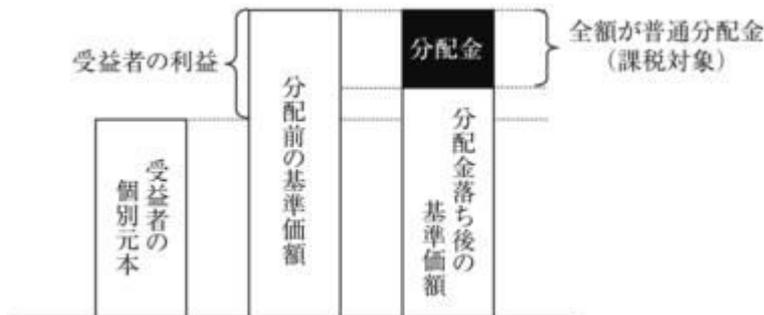 受益者の利益
受益者の
個別元本
分配前の基準価額
分配金
分配金落ち後の
基準価額
全額が普通分配金
（課税対象）